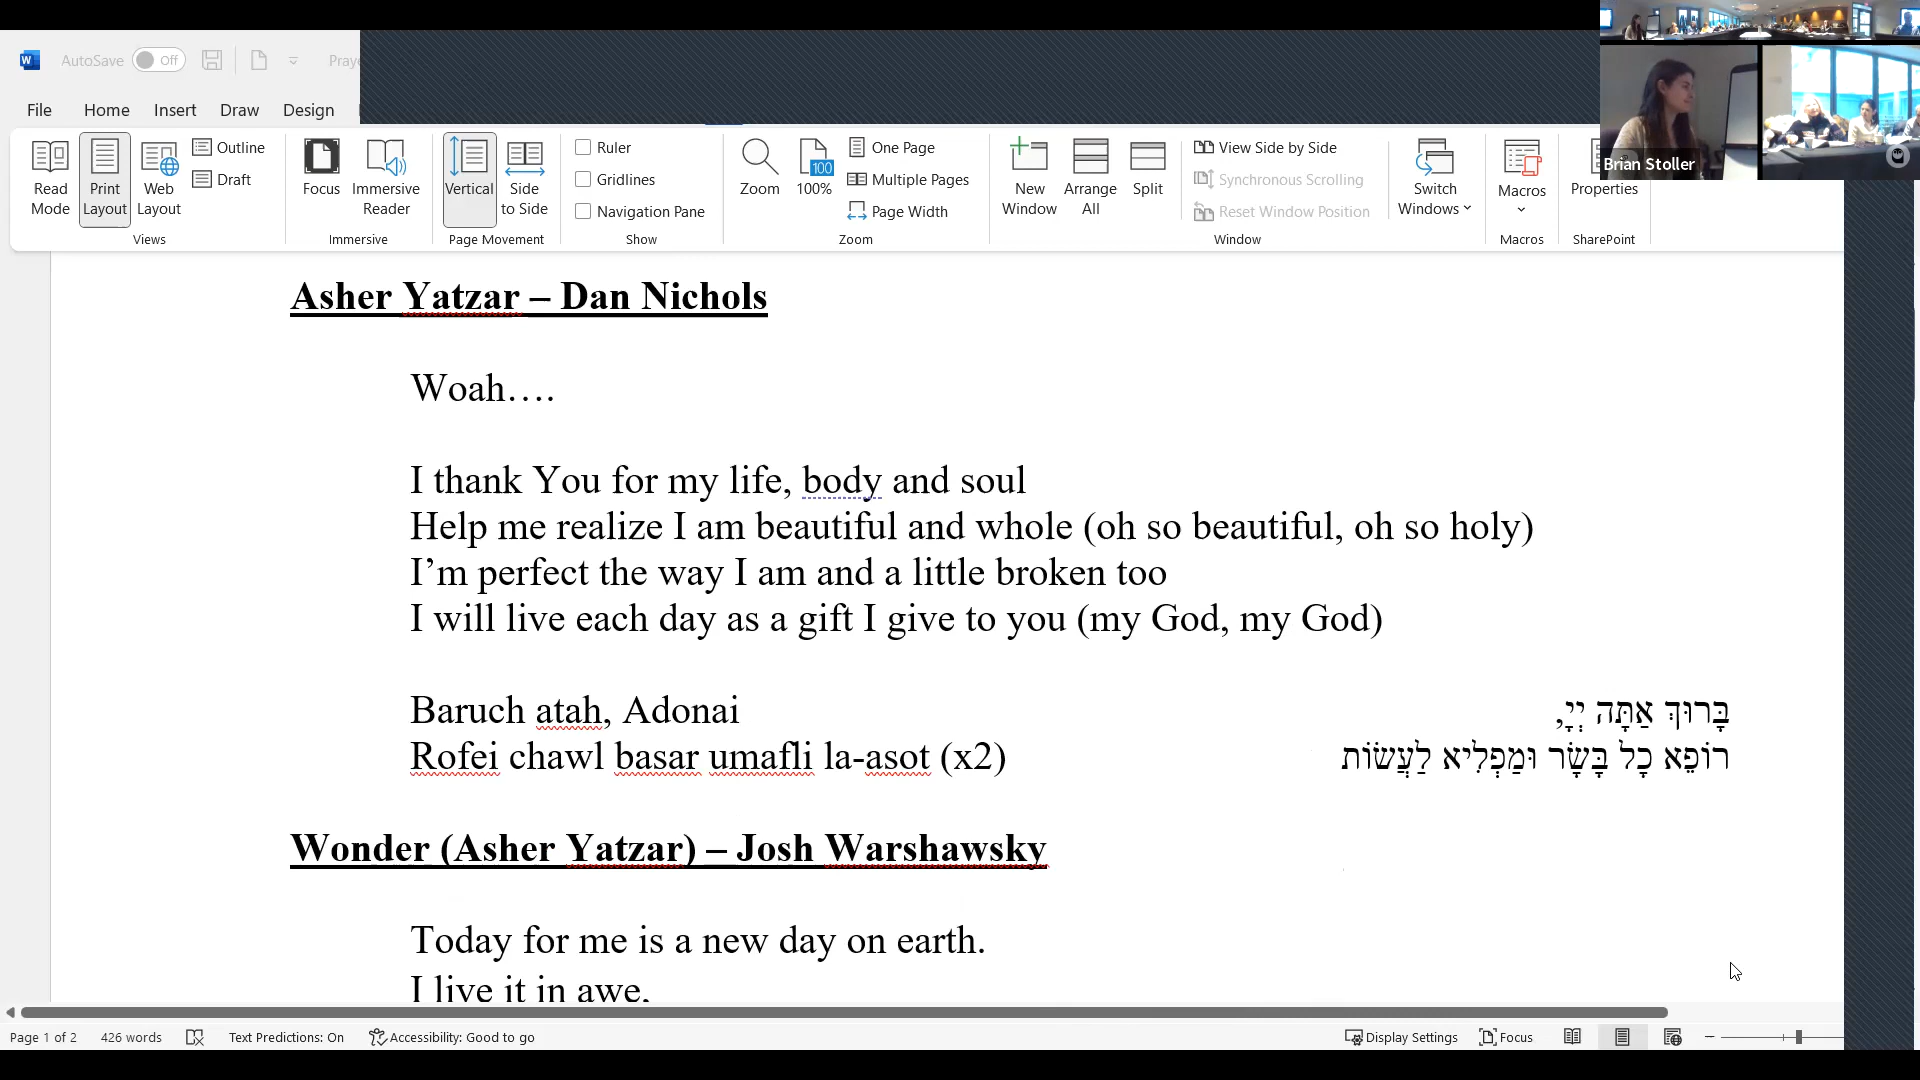 AutoSave Off
File Home Insert Draw Design
Read Mode
Print Layout
Web Layout
Outline
Draft
Views
Focus
Immersive Reader
Immersive
Vertical
Side to Side
Page Movement
Ruler
Gridlines
Navigation Pane
Show
Zoom
100
100%
One Page
Multiple Pages
Page Width
Zoom
New Window
Arrange All
Split
View Side by Side
Synchronous Scrolling
Reset Window Position
Switch Windows
Window
Macros
Macros
Properties
SharePoint
Brian Stoller
Asher Yatzar – Dan Nichols
Woah….
I thank You for my life, body and soul
Help me realize I am beautiful and whole (oh so beautiful, oh so holy)
I’m perfect the way I am and a little broken too
I will live each day as a gift I give to you (my God, my God)
Baruch atah, Adonai
בָּרוּךְ אַתָּה יְיָ,
Rofei chawl basar umafli la-asot (x2)
רוֹפֵא כָל בָּשָׂר וּמַפְלִיא לַעֲשׂוֹת
Wonder (Asher Yatzar) – Josh Warshawsky
Today for me is a new day on earth.
I live it in awe,
Page 1 of 2 426 words Text Predictions: On Accessibility: Good to go Display Settings Focus